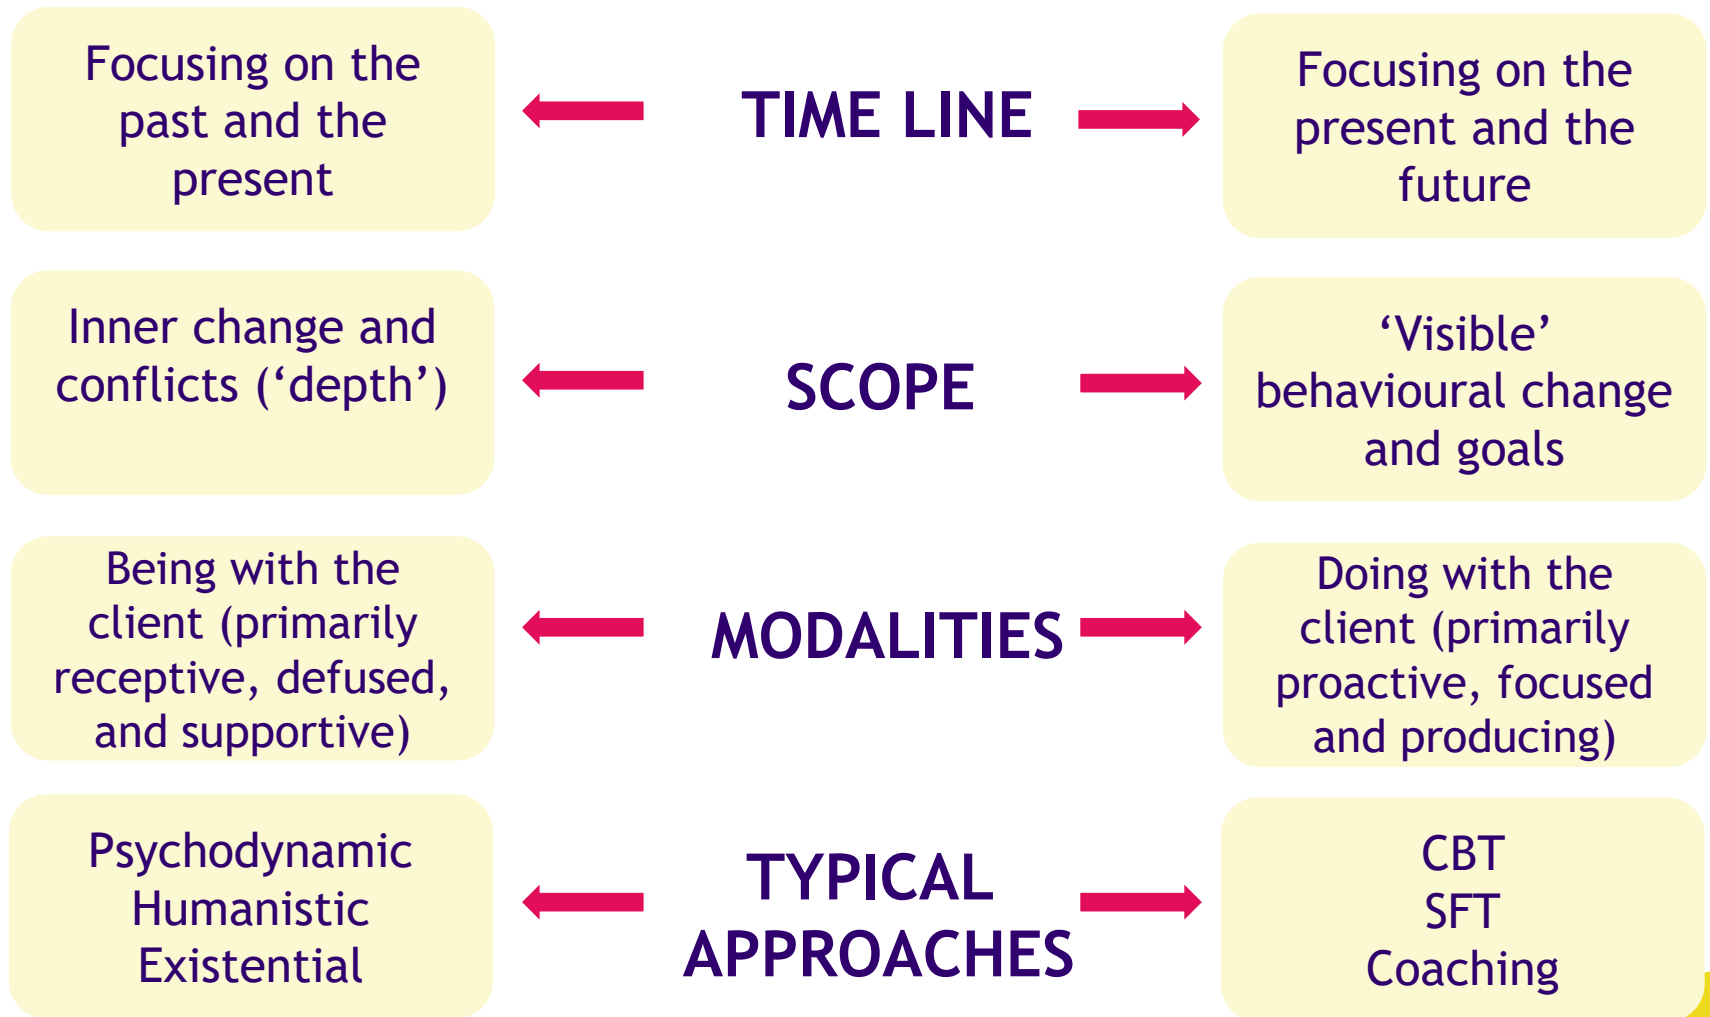 Focusing on the
past and the
present
TIME LINE
Focusing on the
present and the
future
Inner change and
conflicts (‘depth’)
SCOPE
‘Visible’
behavioural change
and goals
Being with the
client (primarily
receptive, defused,
and supportive)
MODALITIES
Doing with the
client (primarily
proactive, focused
and producing)
Psychodynamic
Humanistic
Existential
TYPICAL
APPROACHES
CBT
SFT
Coaching